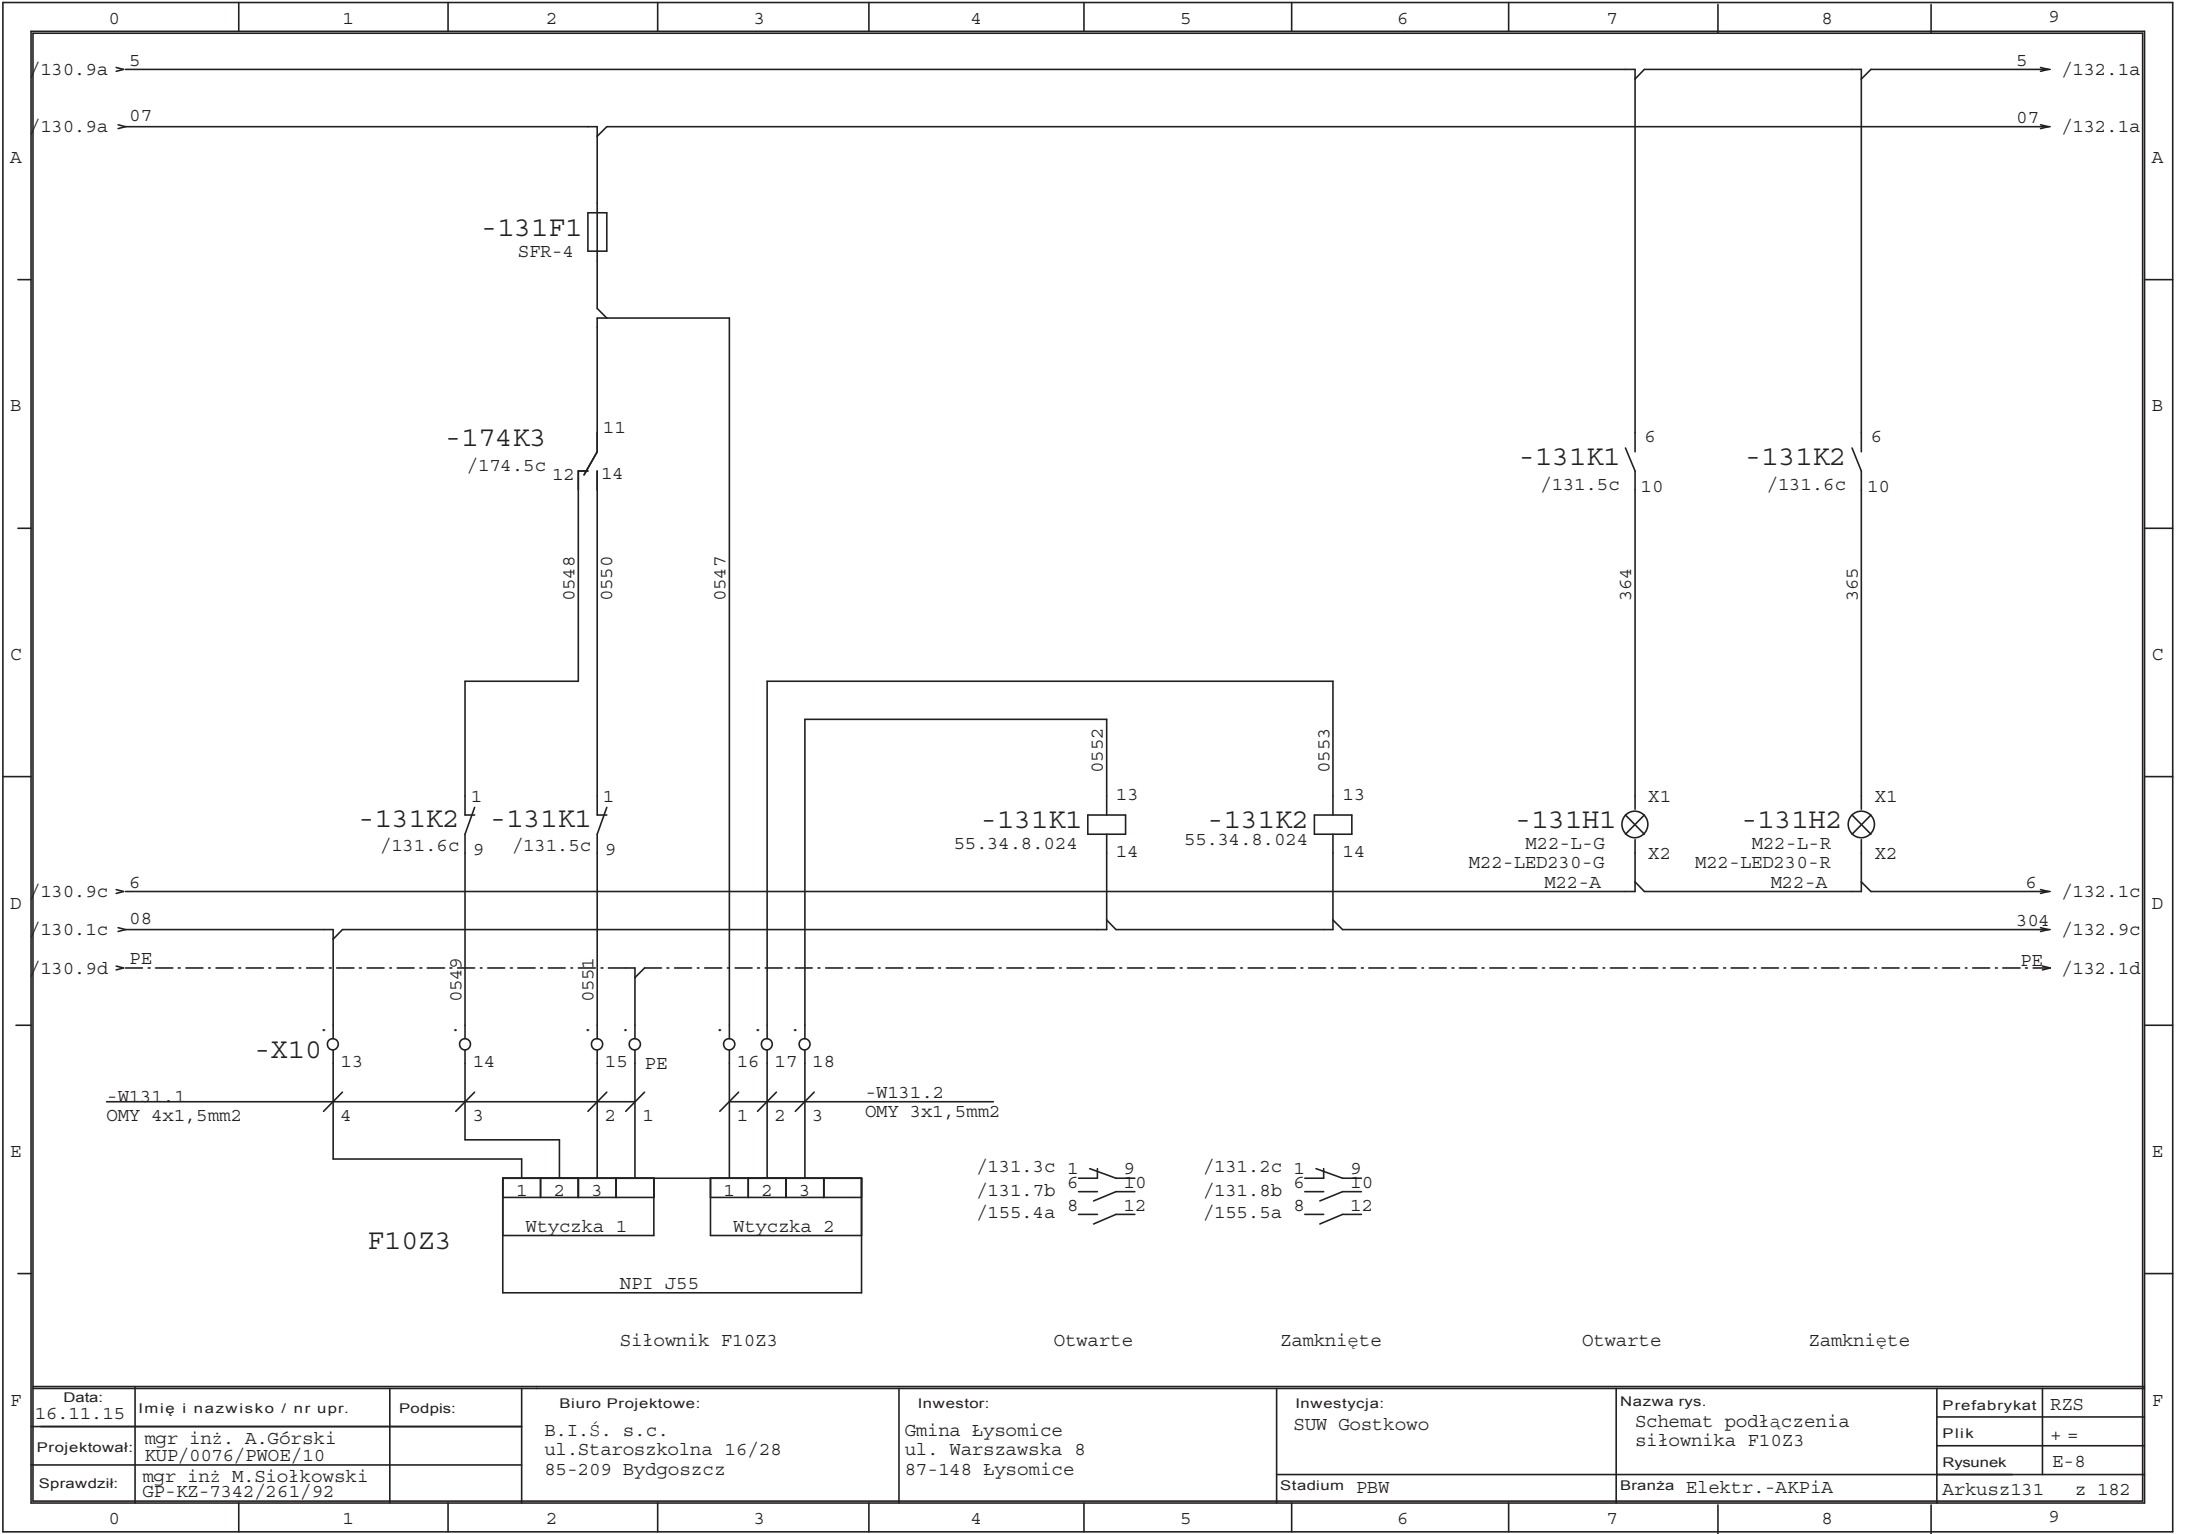 0 1 2 3 4 5 6 7 8 9
/130.9a 5 5 /132.1a
/130.9a 07 07 /132.1a
A A
-131F1
SFR-4
B B
-174K3
/174.5c
11
12 14
-131K1
/131.5c
6
10
-131K2
/131.6c
6
10
0548 0550 0547 364 365
C C
0552 0553
-131K2
/131.6c
1
9
-131K1
/131.5c
1
9
-131K1
55.34.8.024
13
14
-131K2
55.34.8.024
13
14
-131H1
M22-L-G
M22-LED230-G
M22-A
X1
X2
-131H2
M22-L-R
M22-LED230-R
M22-A
X1
X2
/130.9c 6 6 /132.1c
D D
/130.1c 08 304 /132.9c
/130.9d PE PE /132.1d
0549 0551
-X10 13 14 15 PE 16 17 18
-W131.1
OMY 4x1,5mm2
4 3 2 1 1 2 3
-W131.2
OMY 3x1,5mm2
E E
/131.3c 1 9
/131.7b 6 10
/155.4a 8 12
/131.2c 1 9
/131.8b 6 10
/155.5a 8 12
1 2 3 1 2 3
Wtyczka 1 Wtyczka 2
F10Z3
NPI J55
Siłownik F10Z3 Otwarte Zamknięte Otwarte Zamknięte
F F
Data:
16.11.15
Imię i nazwisko / nr upr.
Podpis:
Projektował:
mgr inż. A.Górski
KUP/0076/PWOE/10
Sprawdził:
mgr inż M.Siołkowski
GP-KZ-7342/261/92
Biuro Projektowe:
B.I.Ś. s.c.
ul.Staroszkolna 16/28
85-209 Bydgoszcz
Inwestor:
Gmina Łysomice
ul. Warszawska 8
87-148 Łysomice
Inwestycja:
SUW Gostkowo
Stadium PBW
Nazwa rys.
Schemat podłączenia
siłownika F10Z3
Branża Elektr.-AKPiA
Prefabrykat RZS
Plik + =
Rysunek E-8
Arkusz131 z 182
0 1 2 3 4 5 6 7 8 9